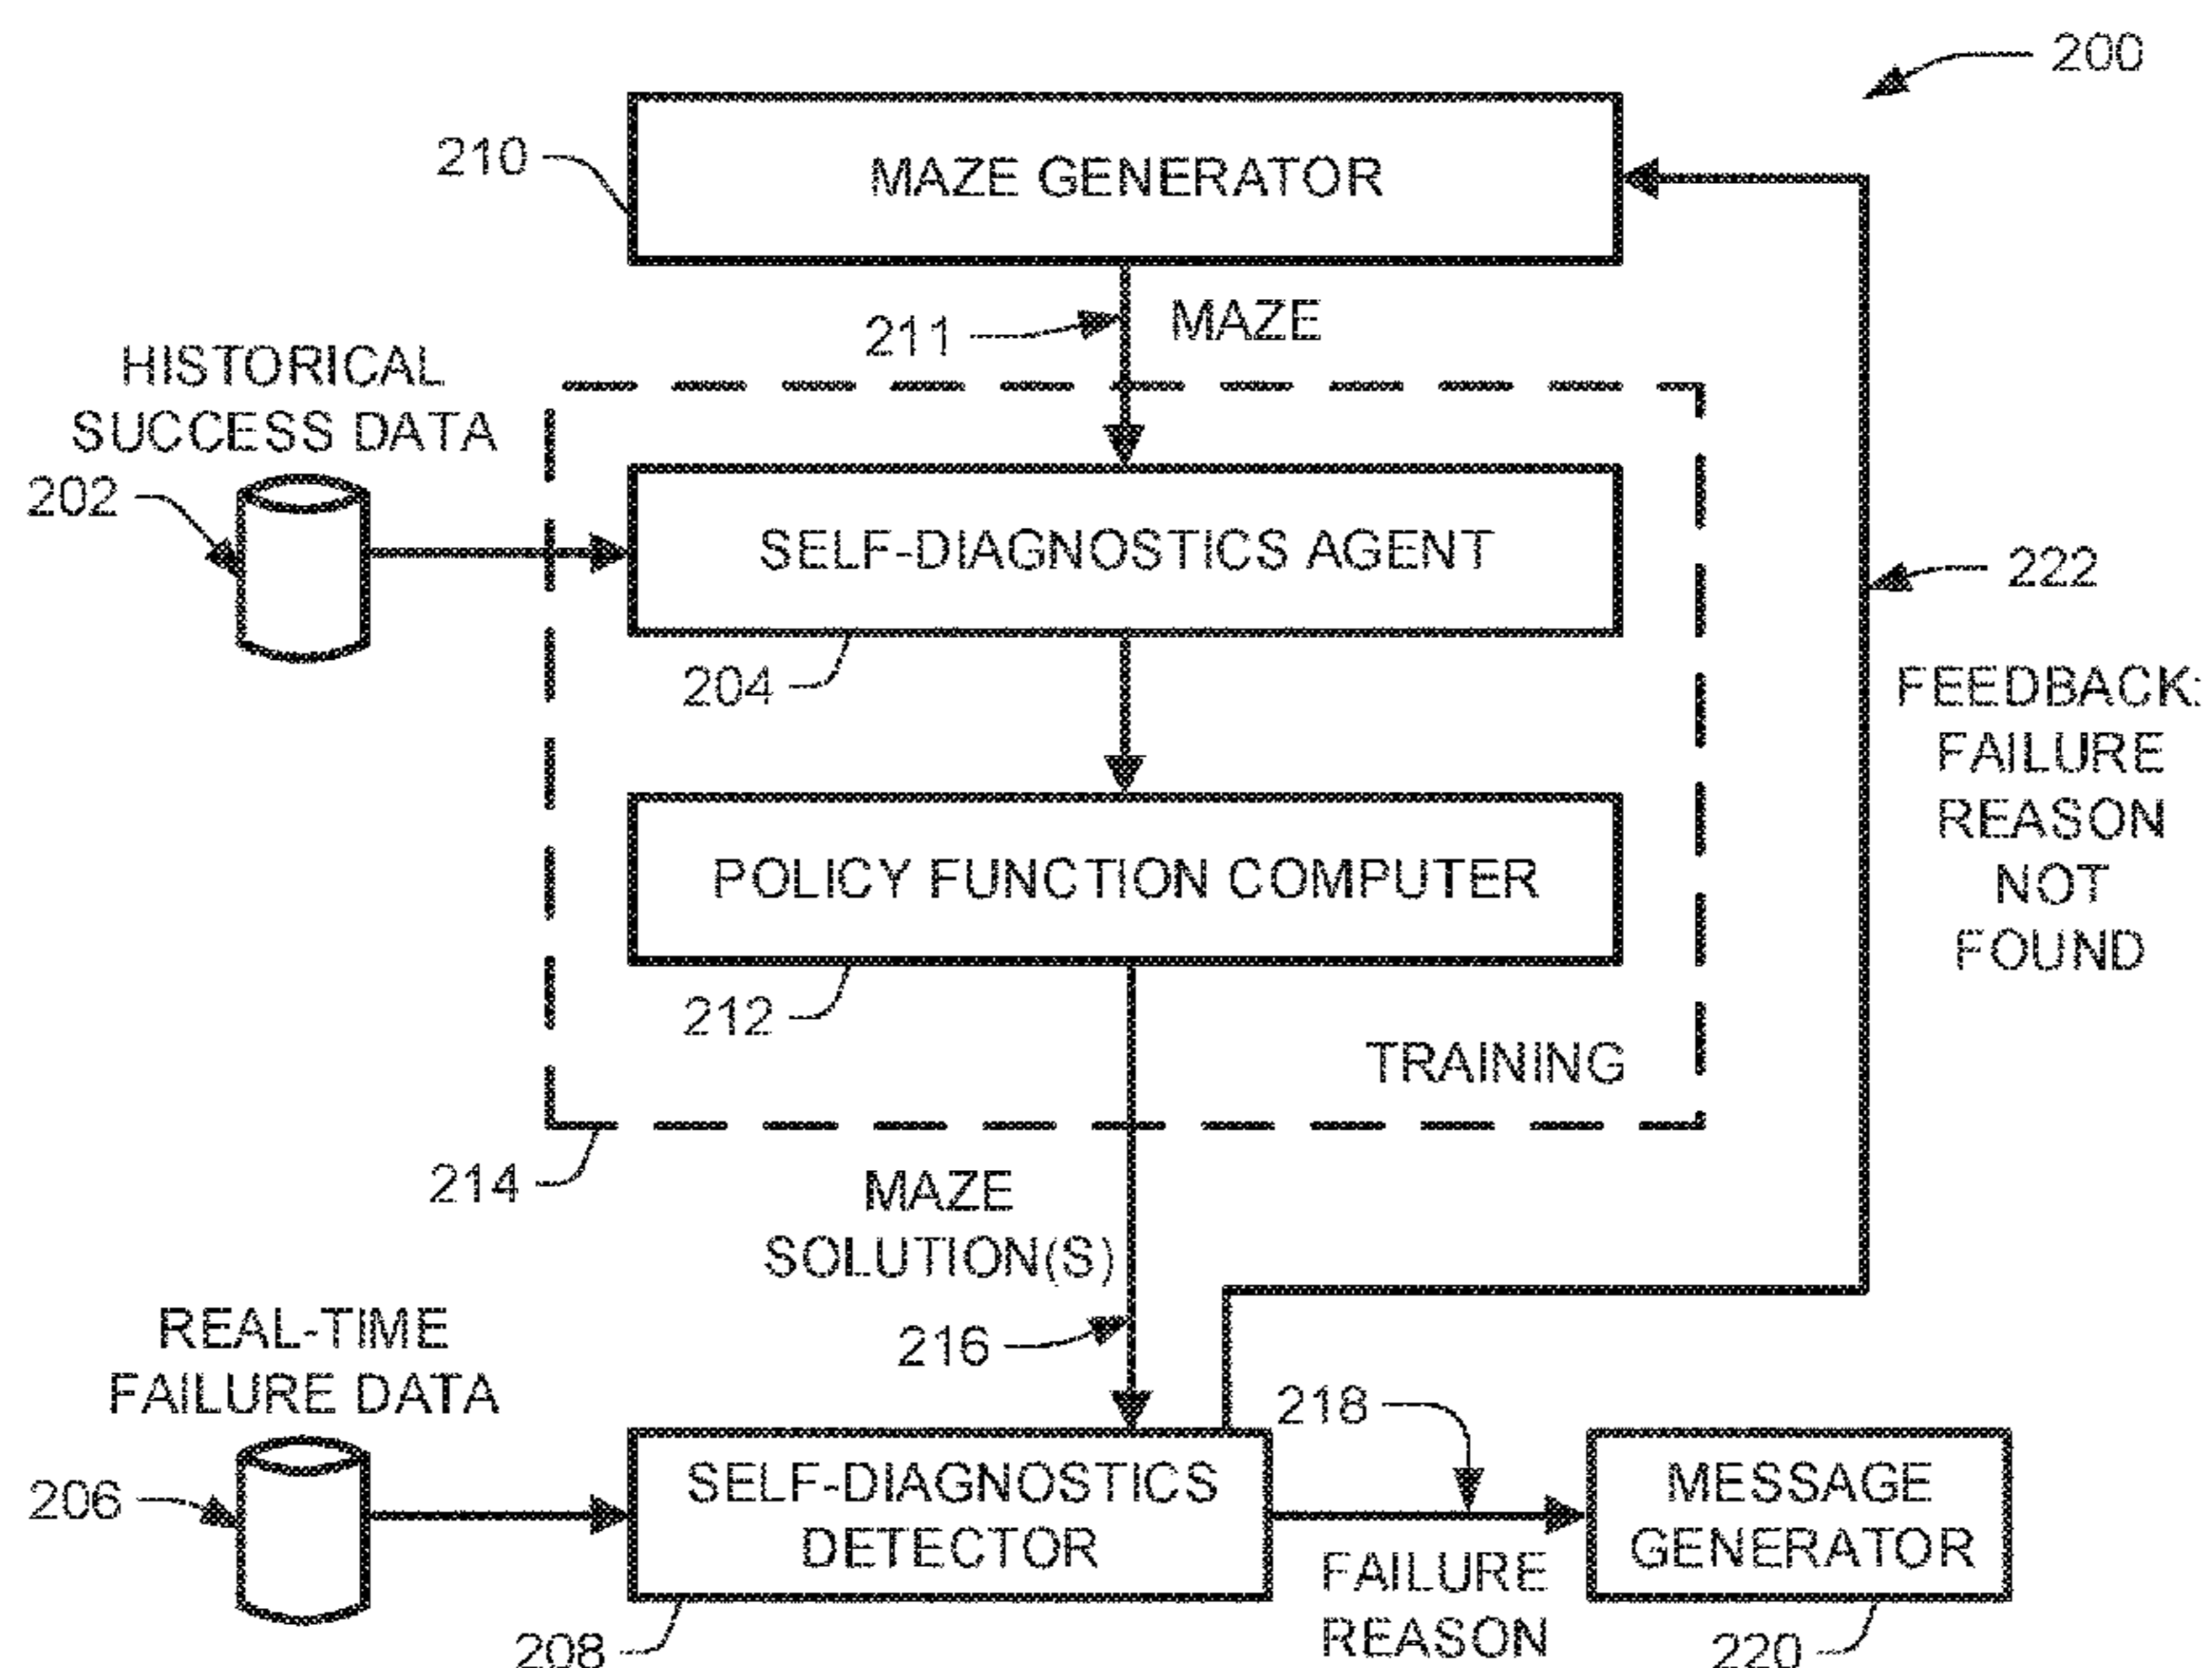 200
210
MAZE GENERATOR
211
MAZE
HISTORICAL
SUCCESS DATA
202
SELF-DIAGNOSTICS AGENT
204
222
FEEDBACK:
FAILURE
REASON
NOT
FOUND
POLICY FUNCTION COMPUTER
212
TRAINING
214
MAZE
SOLUTION(S)
216
REAL-TIME
FAILURE DATA
206
SELF-DIAGNOSTICS
DETECTOR
208
218
FAILURE
REASON
MESSAGE
GENERATOR
220